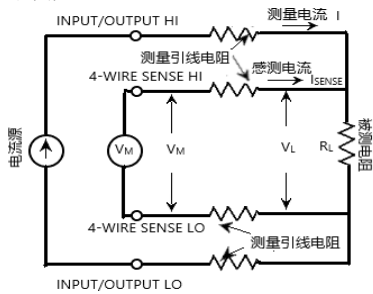 INPUT/OUTPUT HI
测量电流 I
测量引线电阻
4-WIRE SENSE HI
感测电流
ISENSE
电流源
VM
VM
VL
RL
被测电阻
4-WIRE SENSE LO
测量引线电阻
INPUT/OUTPUT LO